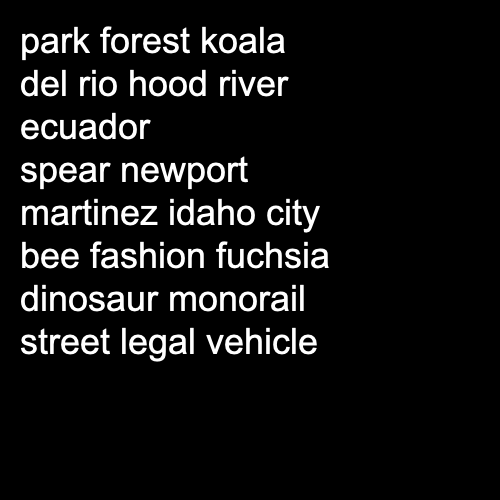 park forest koala
del rio hood river
ecuador
spear newport
martinez idaho city
bee fashion fuchsia
dinosaur monorail
street legal vehicle